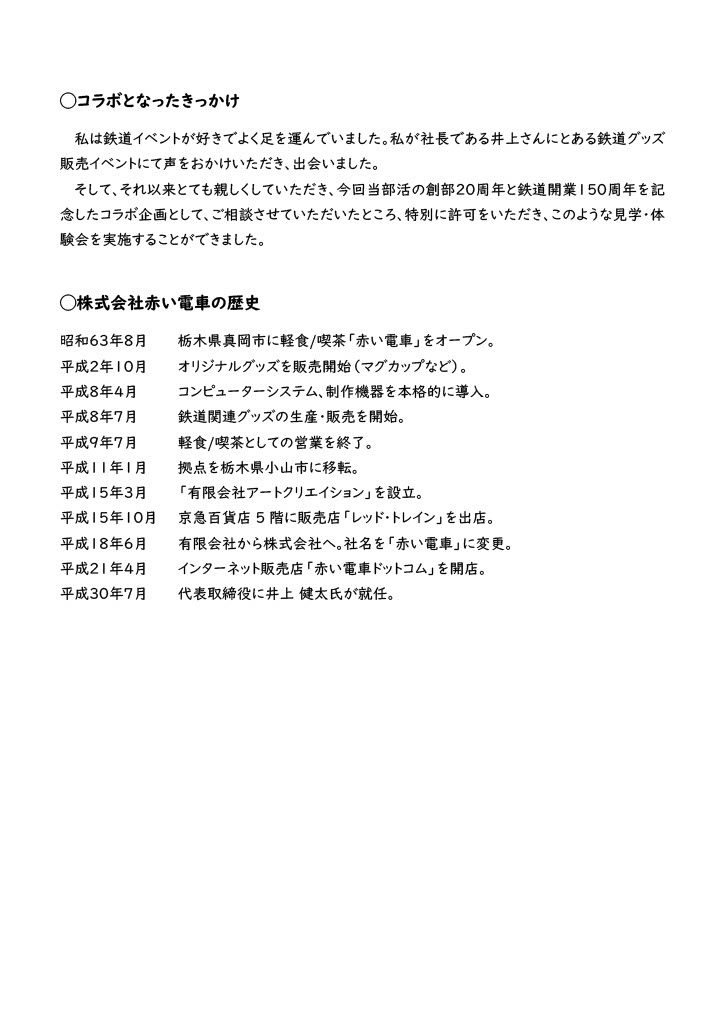 〇コラボとなったきっかけ
私は鉄道イベントが好きでよく足を運んでいました。私が社長である井上さんにとある鉄道グッズ
販売イベントにて声をおかけいただき、出会いました。
そして、それ以来とても親しくしていただき、今回当部活の創部20周年と鉄道開業150周年を記
念したコラボ企画として、ご相談させていただいたところ、特別に許可をいただき、このような見学・体
験会を実施することができました。
〇株式会社赤い電車の歴史
昭和63年8月 栃木県真岡市に軽食/喫茶「赤い電車」をオープン。
平成2年10月 オリジナルグッズを販売開始(マグカップなど)。
平成8年4月 コンピューターシステム、制作機器を本格的に導入。
平成8年7月 鉄道関連グッズの生産・販売を開始。
平成9年7月 軽食/喫茶としての営業を終了。
平成11年1月 拠点を栃木県小山市に移転。
平成15年3月 「有限会社アートクリエイション」を設立。
平成15年10月 京急百貨店 5 階に販売店「レッド・トレイン」を出店。
平成18年6月 有限会社から株式会社へ。社名を「赤い電車」に変更。
平成21年4月 インターネット販売店「赤い電車ドットコム」を開店。
平成30年7月 代表取締役に井上 健太氏が就任。